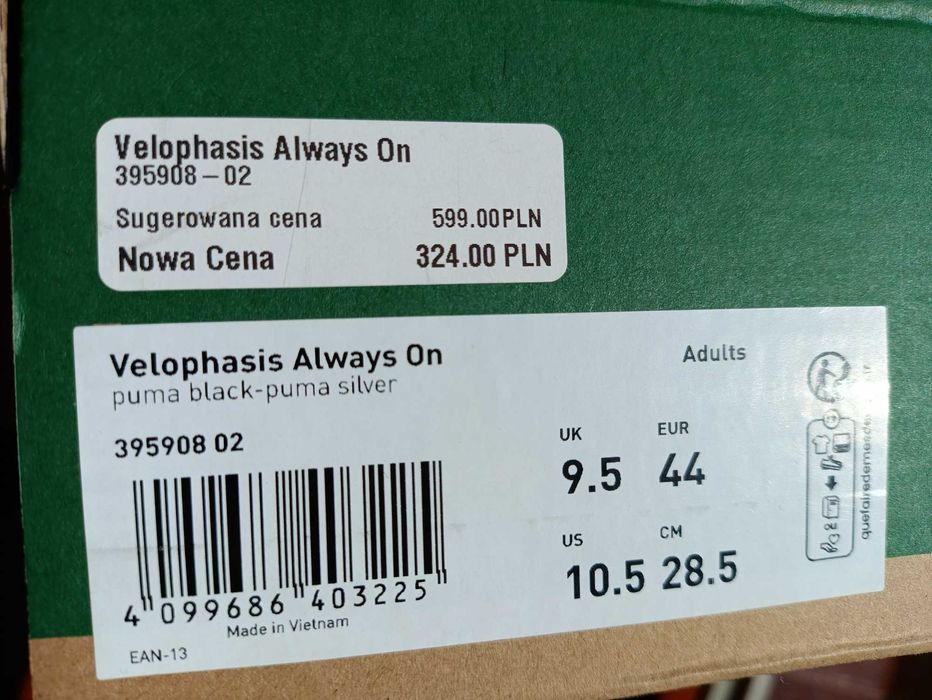 Velophasis Always On
395908 – 02
Sugerowana cena 599.00PLN
Nowa Cena 324.00 PLN
Velophasis Always On
puma black-puma silver
Adults
395908 02
UK EUR
9.5 44
US CM
10.5 28.5
4 099686 403225
Made in Vietnam
EAN-13